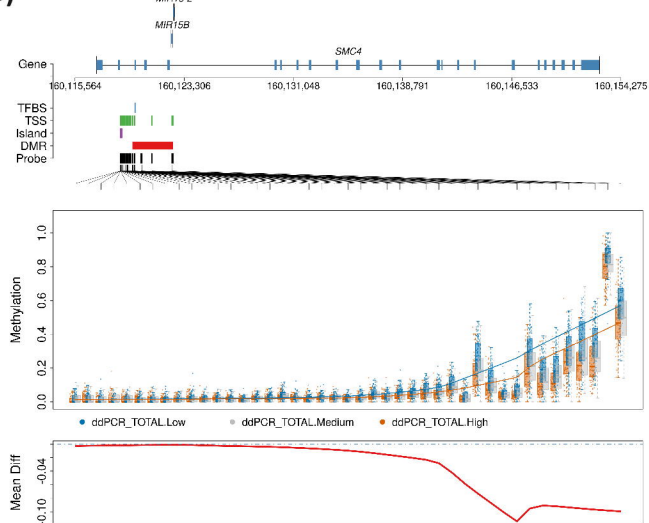 MIR15B
SMC4
Gene
160,115,564 160,123,306 160,131,048 160,138,791 160,146,533 160,154,275
TFBS
TSS
Island
DMR
Probe
Methylation
1.0
0.8
0.6
0.4
0.2
0.0
ddPCR_TOTAL.Low ddPCR_TOTAL.Medium ddPCR_TOTAL.High
Mean Diff
-0.04
-0.10